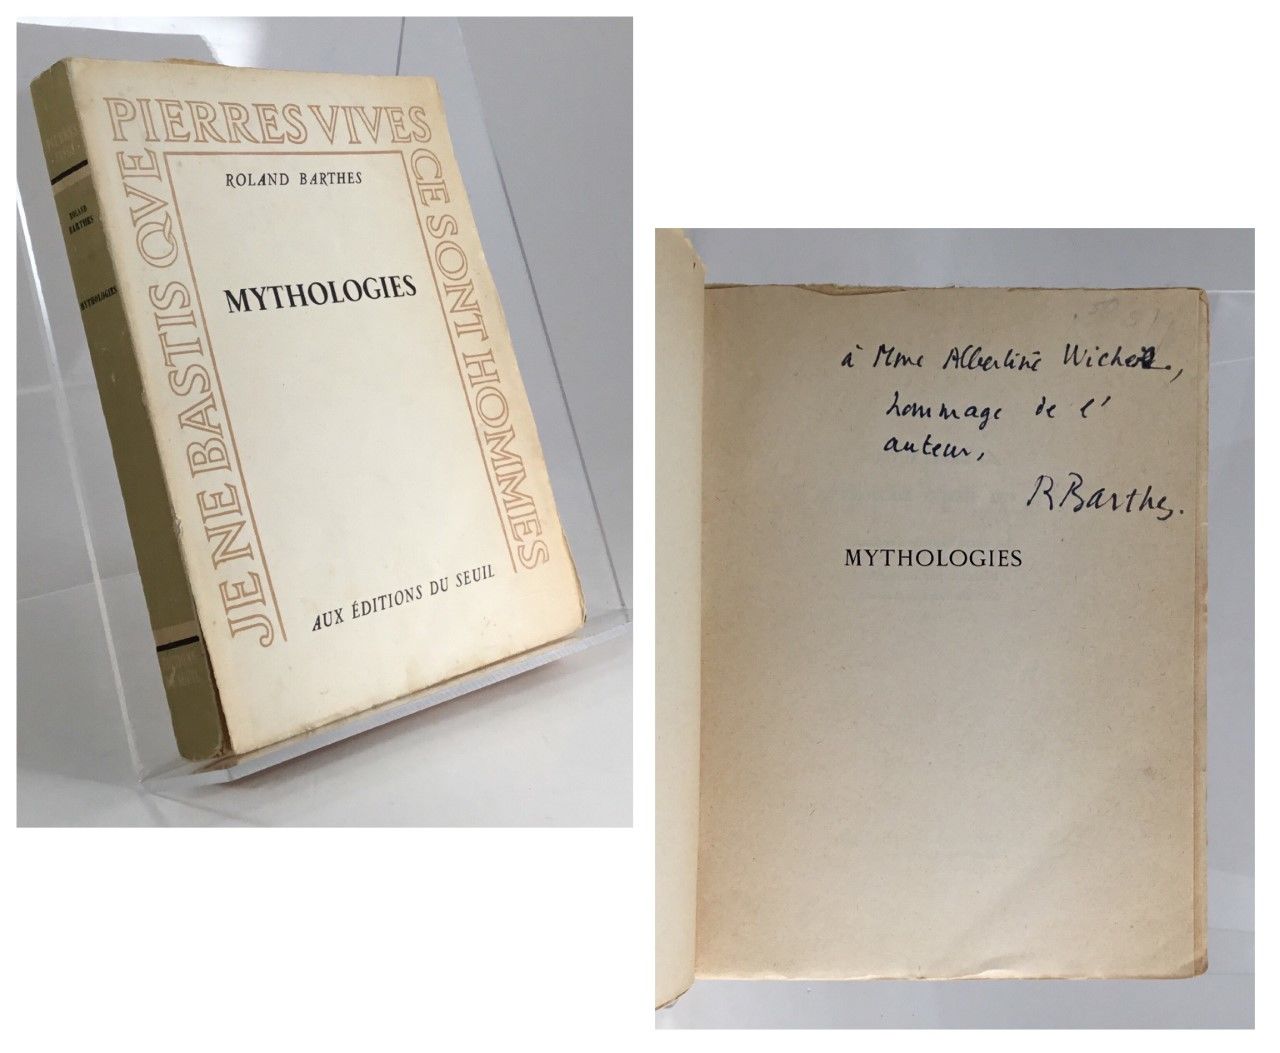 JE NE BASTIS QVE
PIERRES VIVES
CE SONT HOMMES
ROLAND BARTHES
MYTHOLOGIES
AUX ÉDITIONS DU SEUIL
ROLAND
BARTHES
MYTHOLOGIES
à Mme Albertine
hommage de l'
auteur,
RBarthes.
MYTHOLOGIES